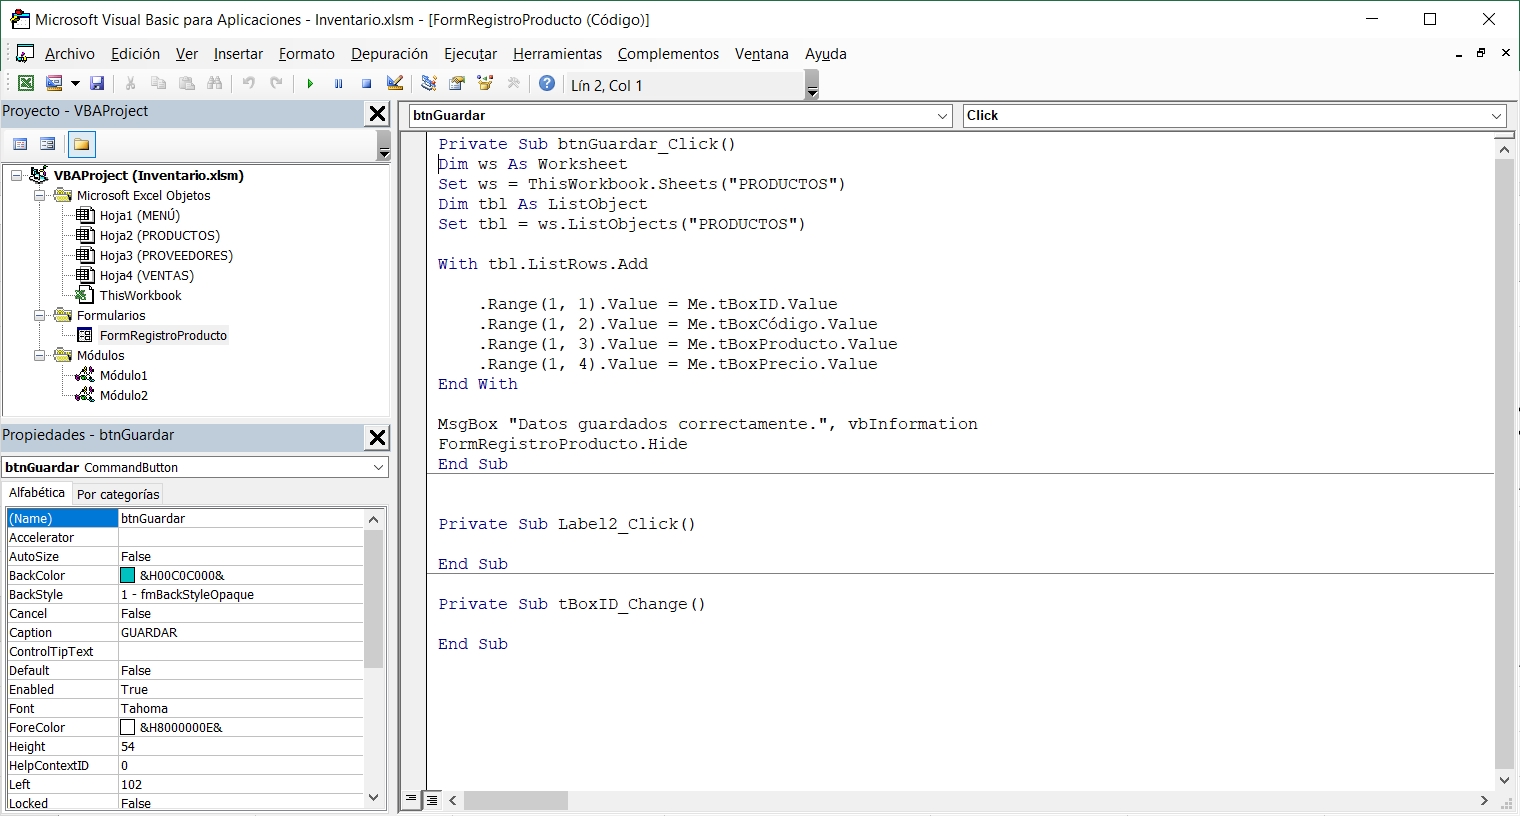 Microsoft Visual Basic para Aplicaciones - Inventario.xlsm - [FormRegistroProducto (Código)]
Archivo Edición Ver Insertar Formato Depuración Ejecutar Herramientas Complementos Ventana Ayuda
Lín 2, Col 1
Proyecto - VBAProject
VBAProject (Inventario.xlsm)
Microsoft Excel Objetos
Hoja1 (MENÚ)
Hoja2 (PRODUCTOS)
Hoja3 (PROVEEDORES)
Hoja4 (VENTAS)
ThisWorkbook
Formularios
FormRegistroProducto
Módulos
Módulo1
Módulo2
Propiedades - btnGuardar
btnGuardar CommandButton
Alfabética Por categorías
(Name) btnGuardar
Accelerator
AutoSize False
BackColor &H00C0C000&
BackStyle 1 - fmBackStyleOpaque
Cancel False
Caption GUARDAR
ControlTipText
Default False
Enabled True
Font Tahoma
ForeColor &H8000000E&
Height 54
HelpContextID 0
Left 102
Locked False
btnGuardar Click
Private Sub btnGuardar_Click()
Dim ws As Worksheet
Set ws = ThisWorkbook.Sheets("PRODUCTOS")
Dim tbl As ListObject
Set tbl = ws.ListObjects("PRODUCTOS")
With tbl.ListRows.Add
.Range(1, 1).Value = Me.tBoxID.Value
.Range(1, 2).Value = Me.tBoxCódigo.Value
.Range(1, 3).Value = Me.tBoxProducto.Value
.Range(1, 4).Value = Me.tBoxPrecio.Value
End With
MsgBox "Datos guardados correctamente.", vbInformation
FormRegistroProducto.Hide
End Sub
Private Sub Label2_Click()
End Sub
Private Sub tBoxID_Change()
End Sub